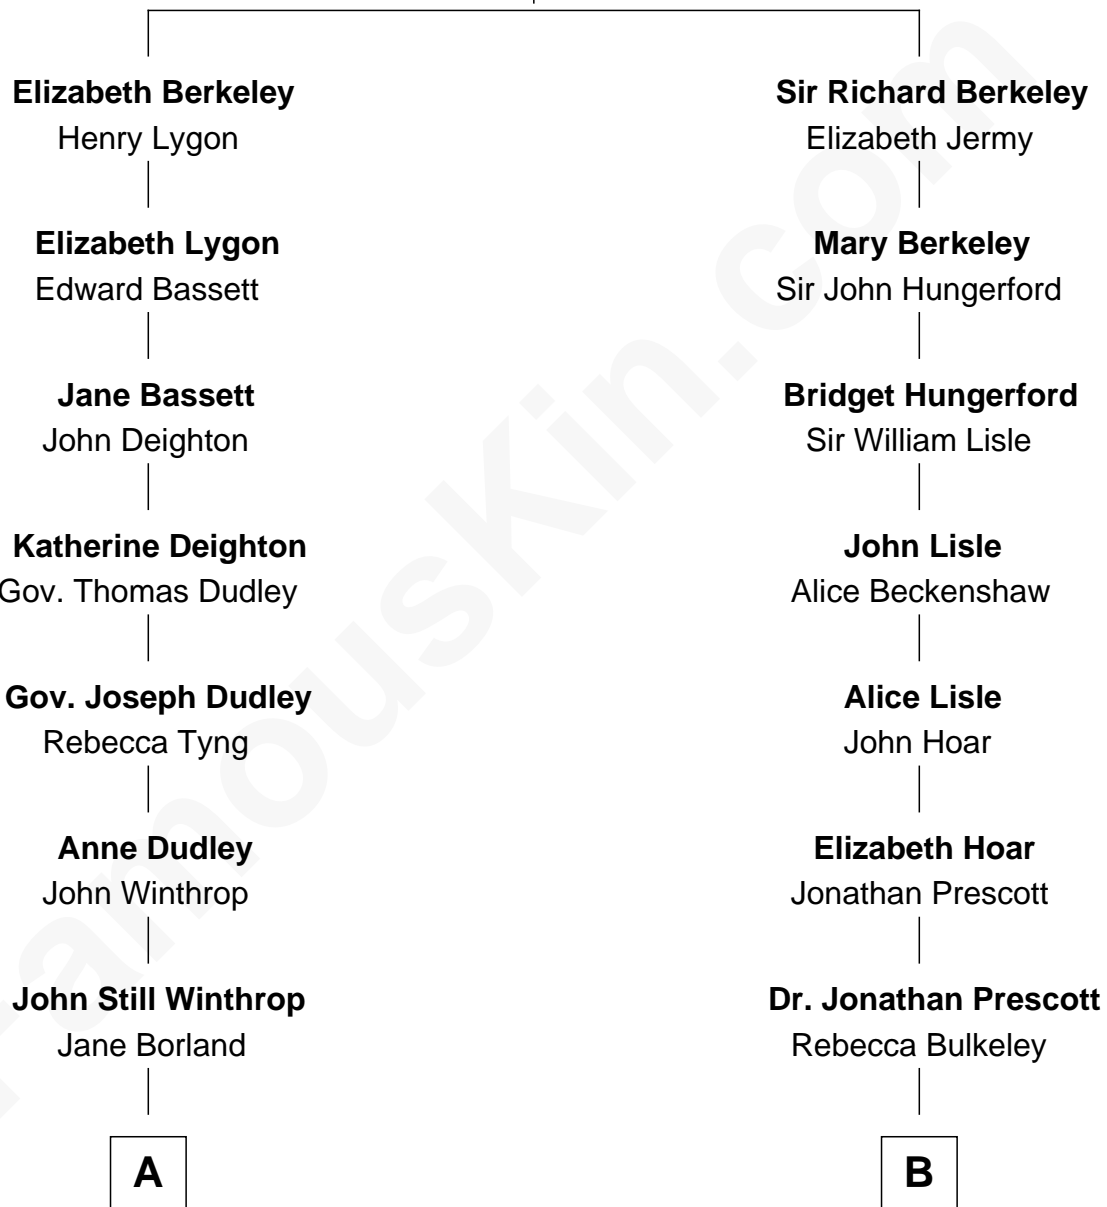 Elizabeth Berkeley
Henry Lygon
Elizabeth Lygon
Edward Bassett
Jane Bassett
John Deighton
Katherine Deighton
Gov. Thomas Dudley
Gov. Joseph Dudley
Rebecca Tyng
Anne Dudley
John Winthrop
John Still Winthrop
Jane Borland
A
Sir Richard Berkeley
Elizabeth Jermy
Mary Berkeley
Sir John Hungerford
Bridget Hungerford
Sir William Lisle
John Lisle
Alice Beckenshaw
Alice Lisle
John Hoar
Elizabeth Hoar
Jonathan Prescott
Dr. Jonathan Prescott
Rebecca Bulkeley
B
FamousKin.com